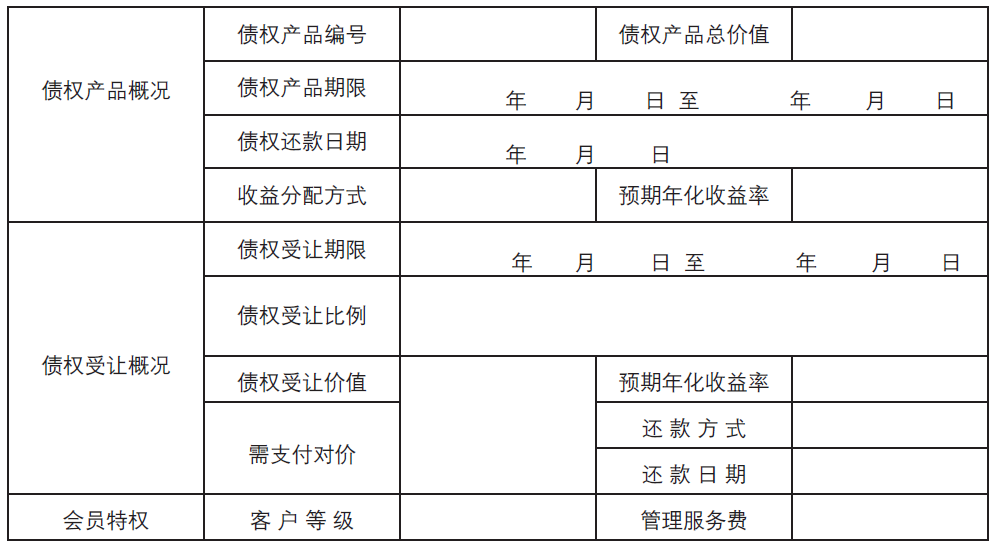 债权产品概况
债权产品编号
债权产品总价值
债权产品期限
年 月 日 至 年 月 日
债权还款日期
年 月 日
收益分配方式
预期年化收益率
债权受让概况
债权受让期限
年 月 日 至 年 月 日
债权受让比例
债权受让价值
预期年化收益率
需支付对价
还 款 方 式
还 款 日 期
会员特权
客 户 等 级
管理服务费